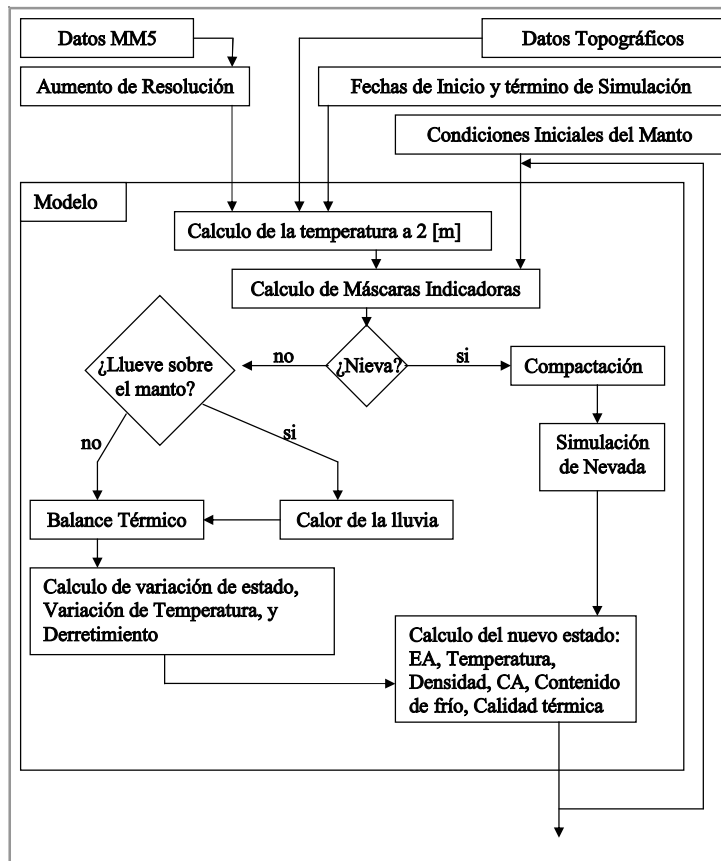 Datos MM5
Datos Topográficos
Aumento de Resolución
Fechas de Inicio y término de Simulación
Condiciones Iniciales del Manto
Modelo
Calculo de la temperatura a 2 [m]
Calculo de Máscaras Indicadoras
¿Llueve sobre
el manto?
no
¿Nieva?
si
Compactación
no
si
Simulación
de Nevada
Balance Térmico
Calor de la lluvia
Calculo de variación de estado,
Variación de Temperatura, y
Derretimiento
Calculo del nuevo estado:
EA, Temperatura,
Densidad, CA, Contenido
de frío, Calidad térmica